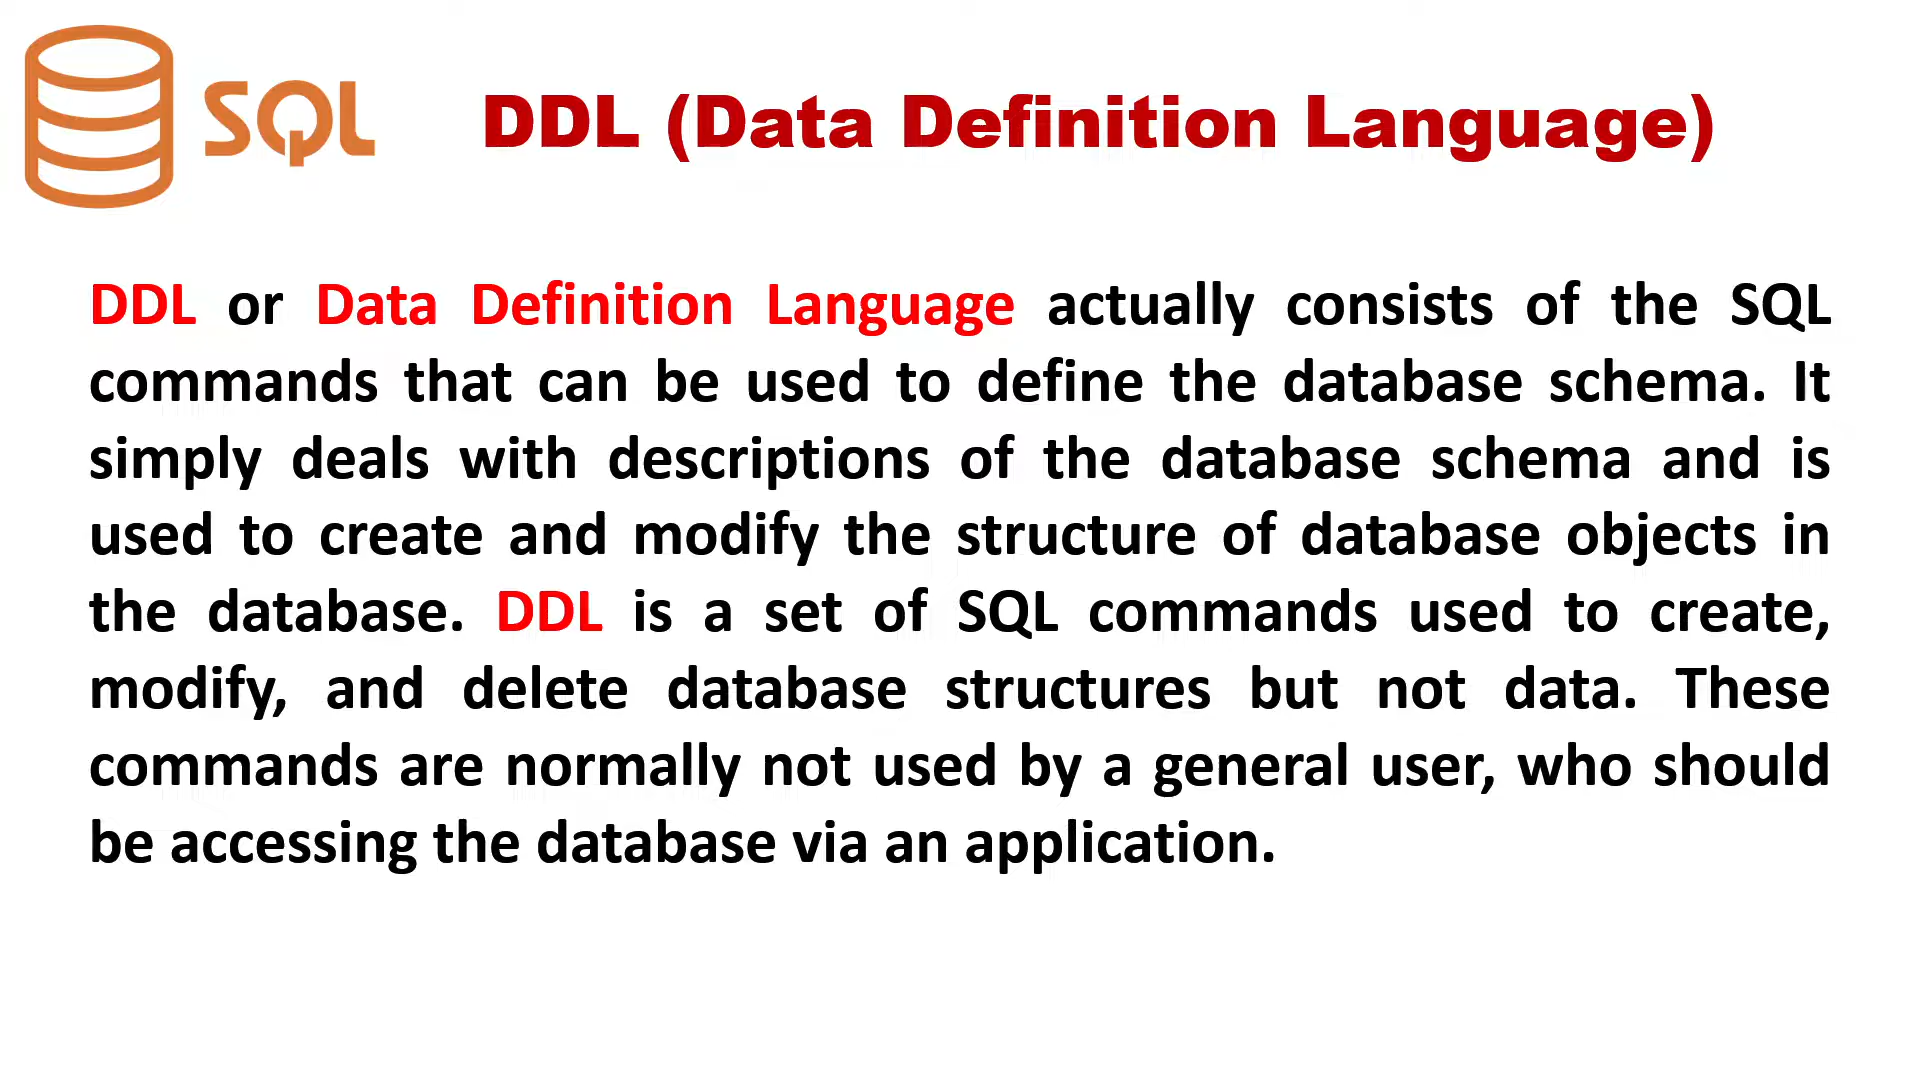 SQL
DDL (Data Definition Language)
DDL or Data Definition Language actually consists of the SQL
commands that can be used to define the database schema. It
simply deals with descriptions of the database schema and is
used to create and modify the structure of database objects in
the database. DDL is a set of SQL commands used to create,
modify, and delete database structures but not data. These
commands are normally not used by a general user, who should
be accessing the database via an application.